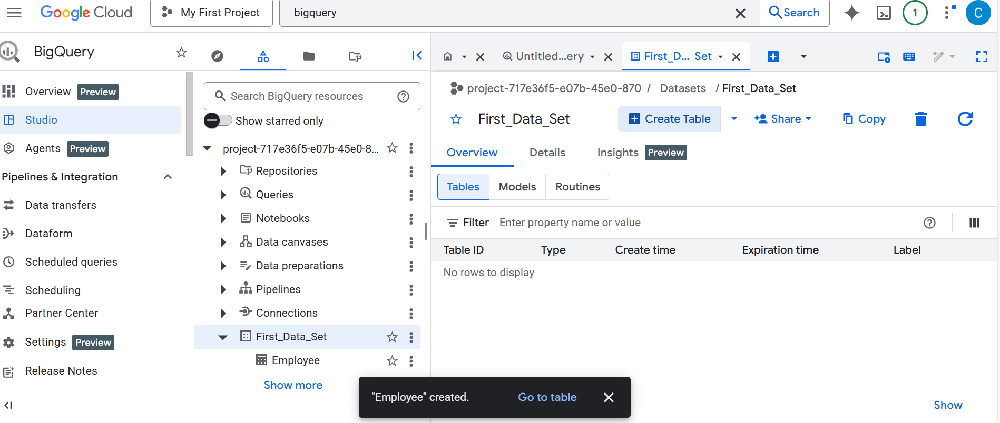 Google Cloud
My First Project
bigquery
Search
1
C
BigQuery
Overview Preview
Studio
Agents Preview
Pipelines & Integration
Data transfers
Dataform
Scheduled queries
Scheduling
Partner Center
Settings Preview
Release Notes
Search BigQuery resources
Show starred only
project-717e36f5-e07b-45e0-8...
Repositories
Queries
Notebooks
Data canvases
Data preparations
Pipelines
Connections
First_Data_Set
Employee
Show more
Untitled...ery
First_D... Set
project-717e36f5-e07b-45e0-870 / Datasets / First_Data_Set
First_Data_Set
Create Table
Share
Copy
Overview Details Insights Preview
Tables Models Routines
Filter Enter property name or value
Table ID Type Create time Expiration time Label
No rows to display
"Employee" created. Go to table
Show